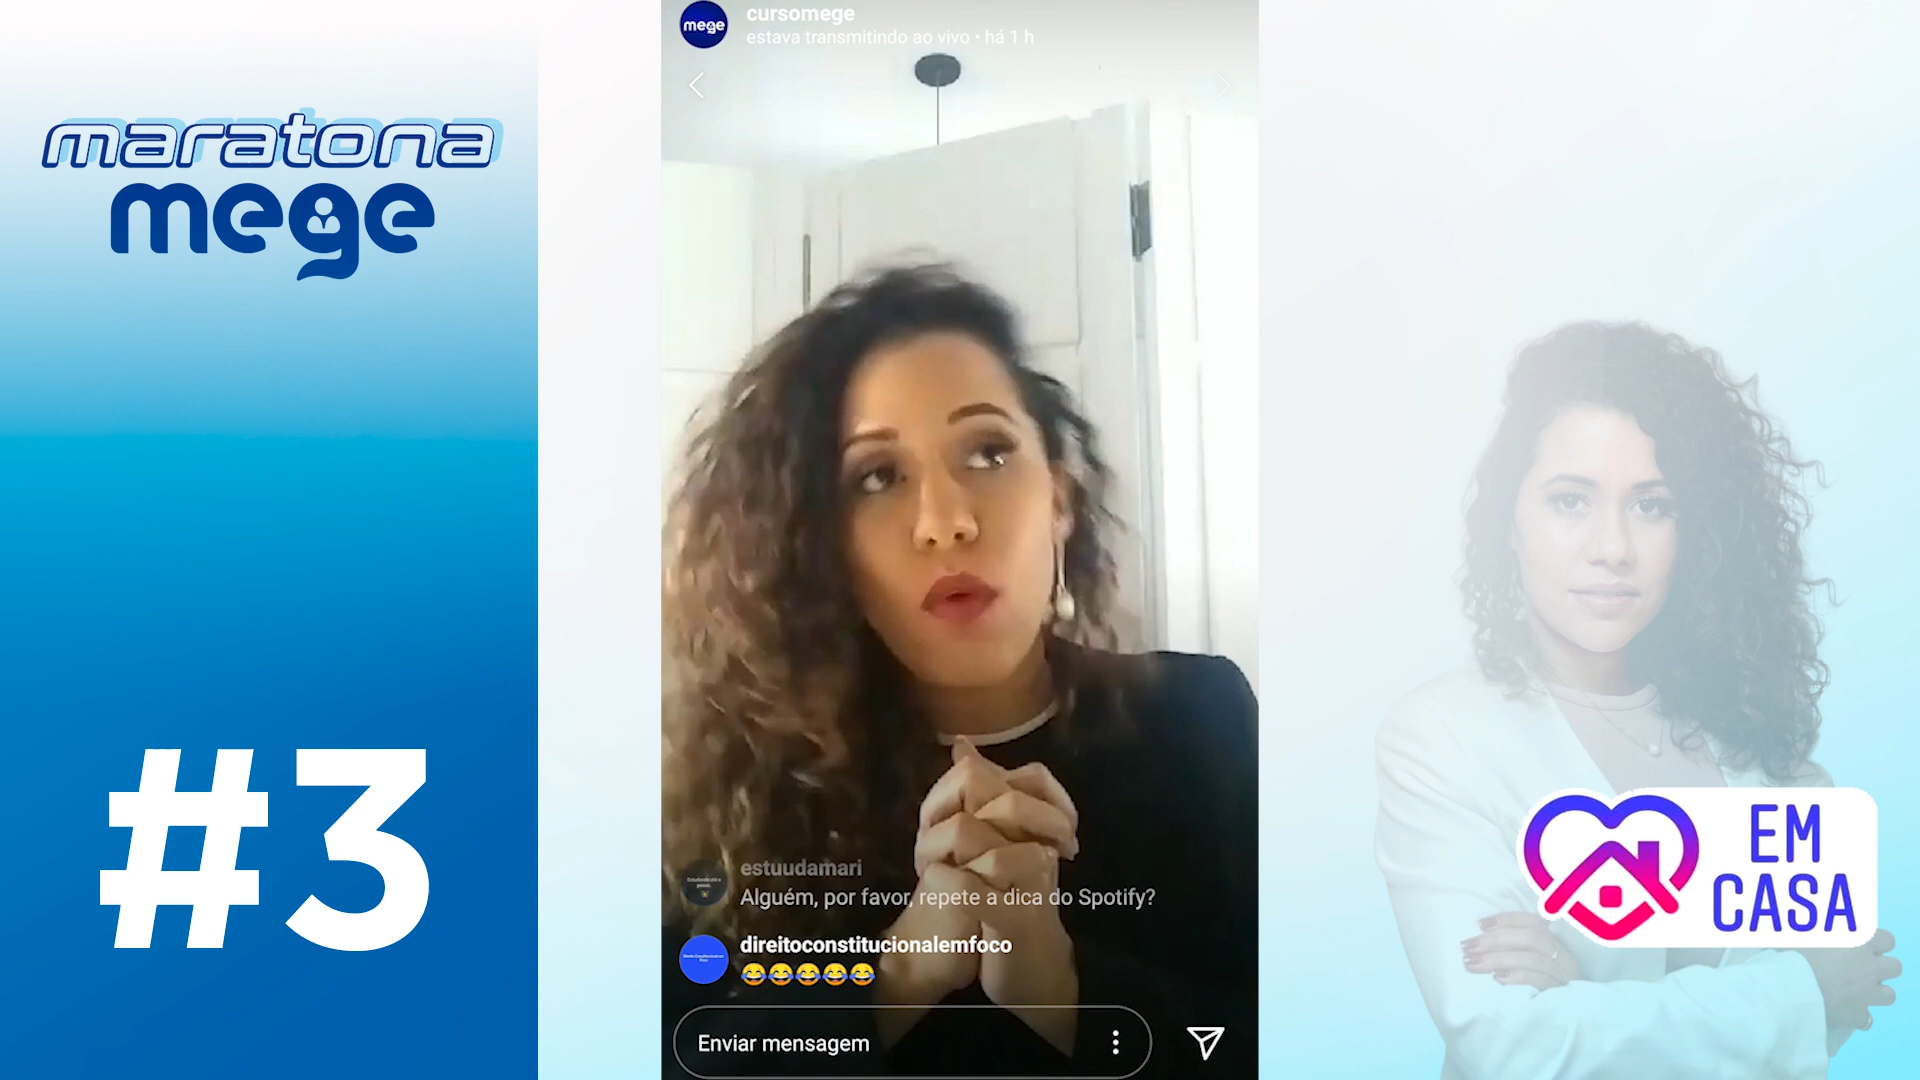 maratona
mege
#3
mege
cursomege
estava transmitindo ao vivo • há 1 h
estuudamari
Alguém, por favor, repete a dica do Spotify?
direitoconstitucionalemfoco
😂😂😂😂😂
Enviar mensagem
EM
CASA